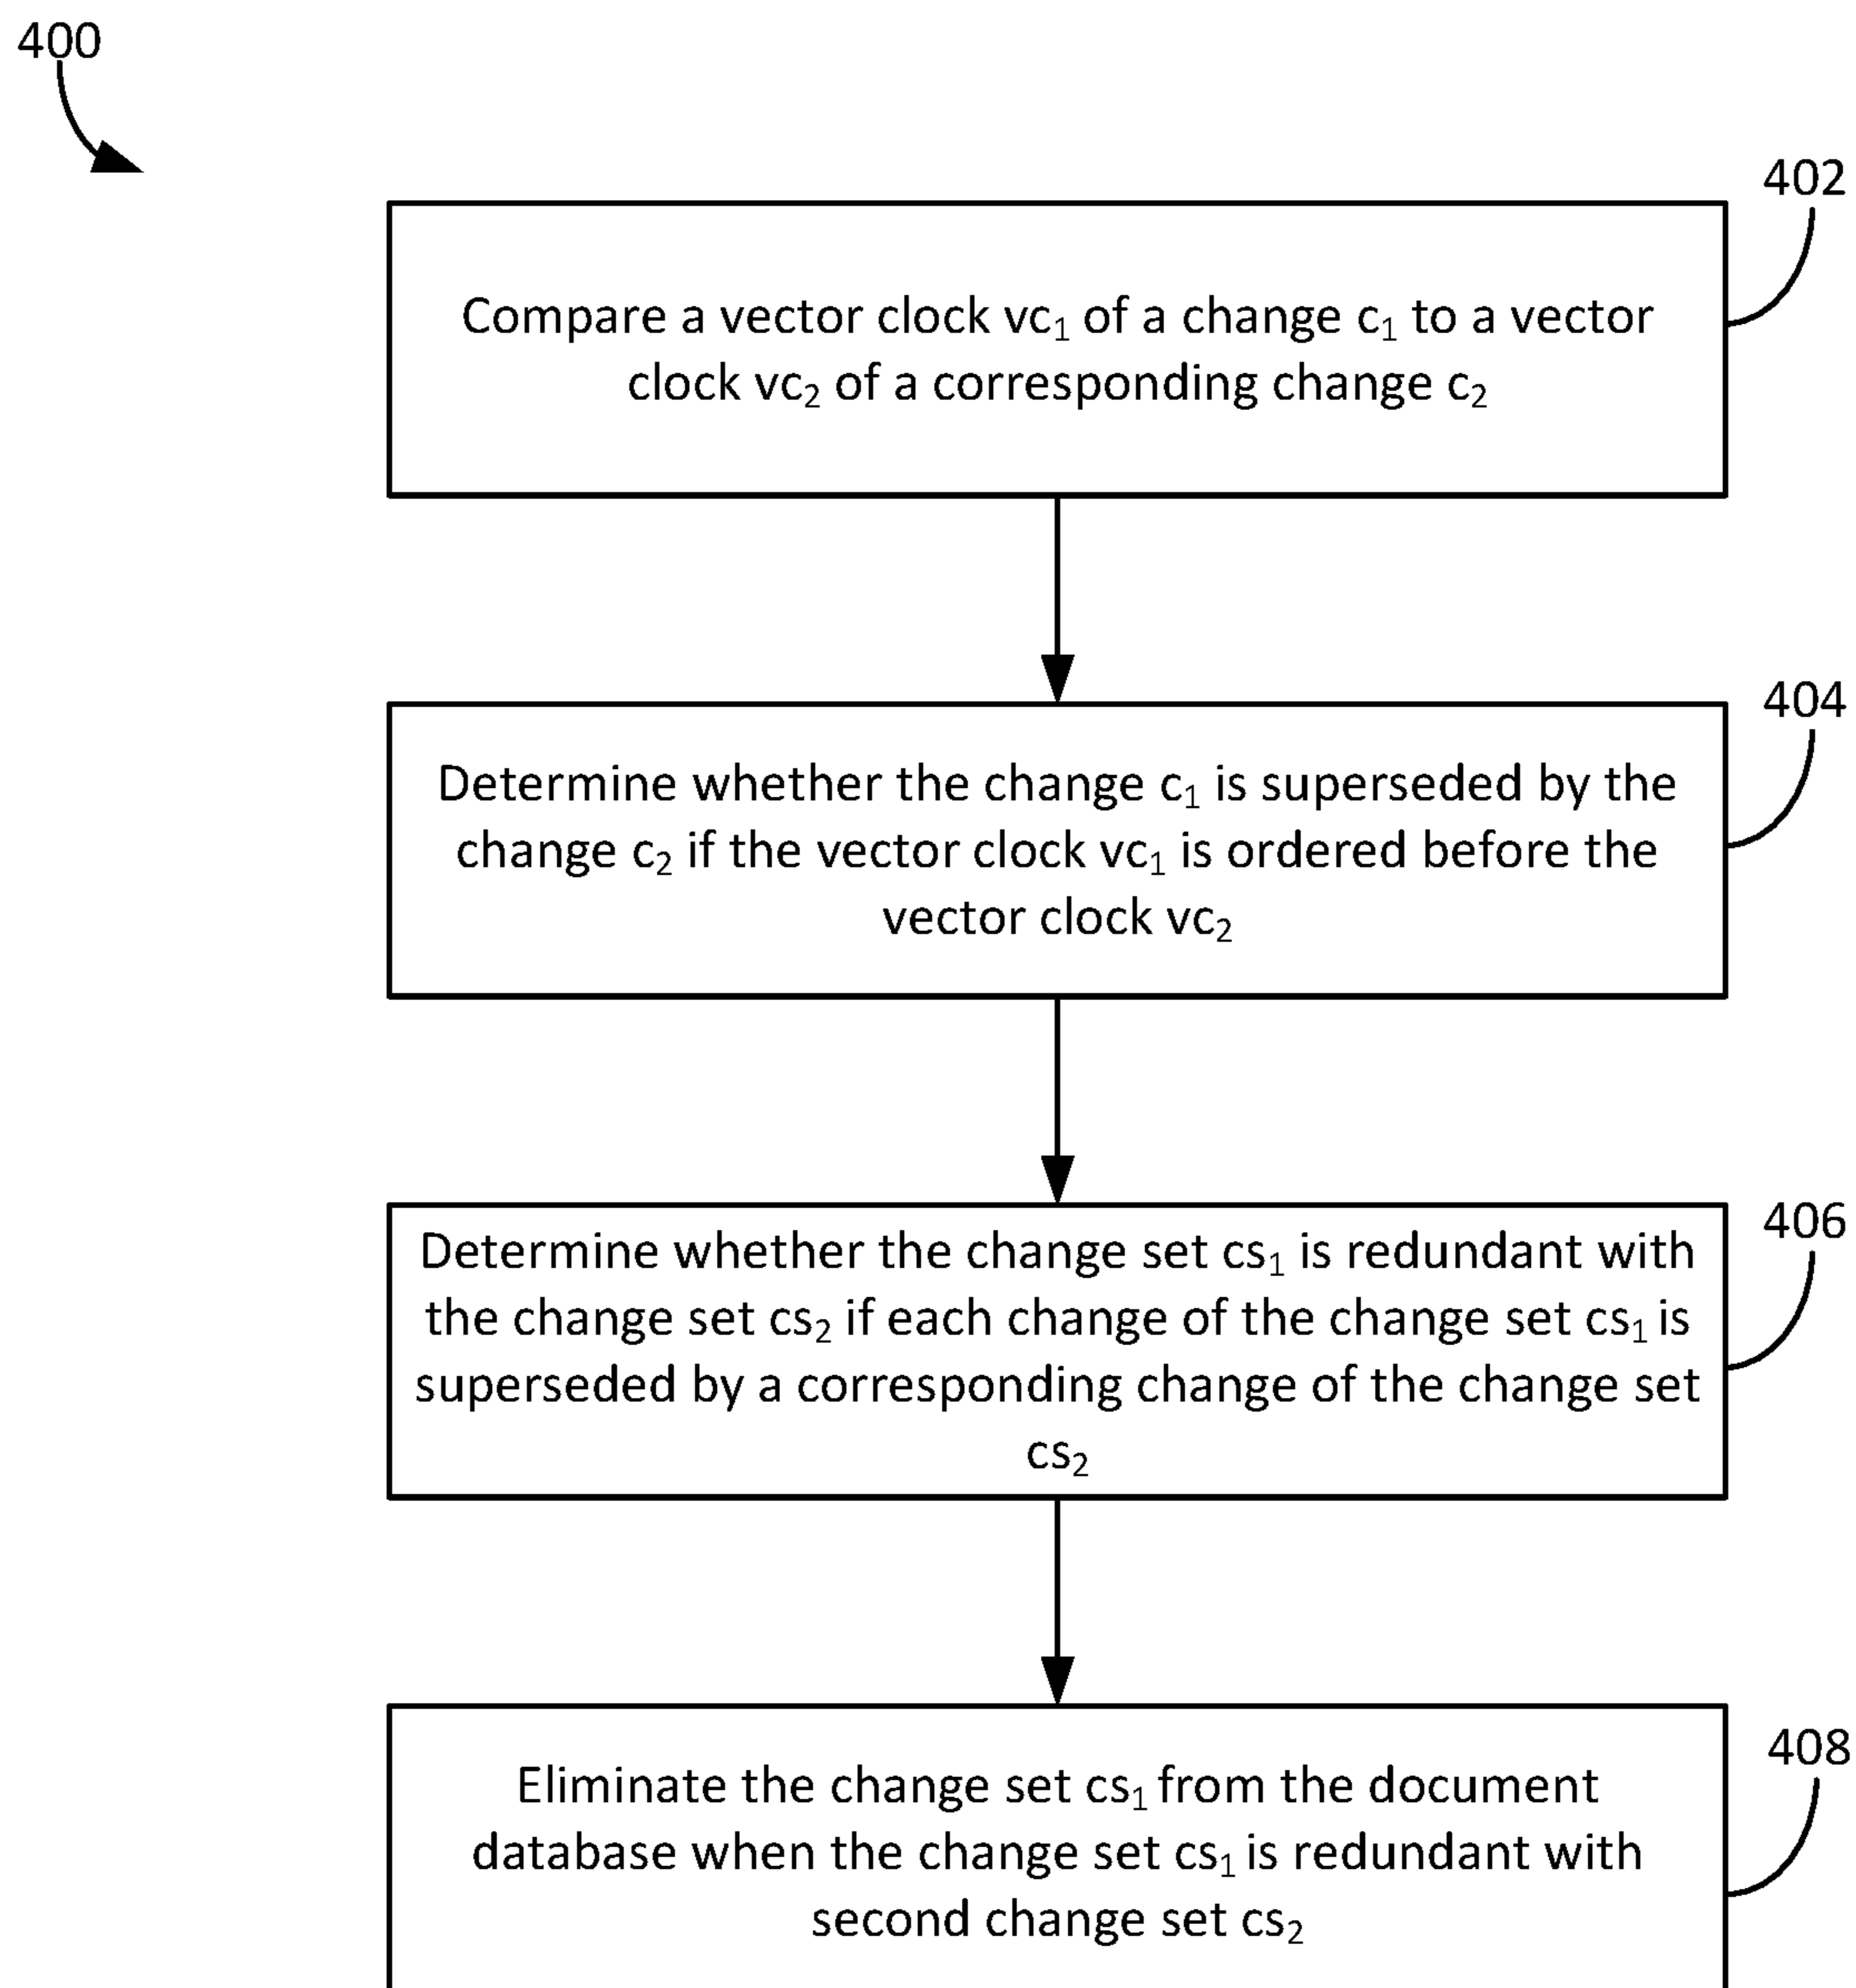 400
402
Compare a vector clock vc₁ of a change c₁ to a vector
clock vc₂ of a corresponding change c₂
404
Determine whether the change c₁ is superseded by the
change c₂ if the vector clock vc₁ is ordered before the
vector clock vc₂
406
Determine whether the change set cs₁ is redundant with
the change set cs₂ if each change of the change set cs₁ is
superseded by a corresponding change of the change set
cs₂
408
Eliminate the change set cs₁ from the document
database when the change set cs₁ is redundant with
second change set cs₂